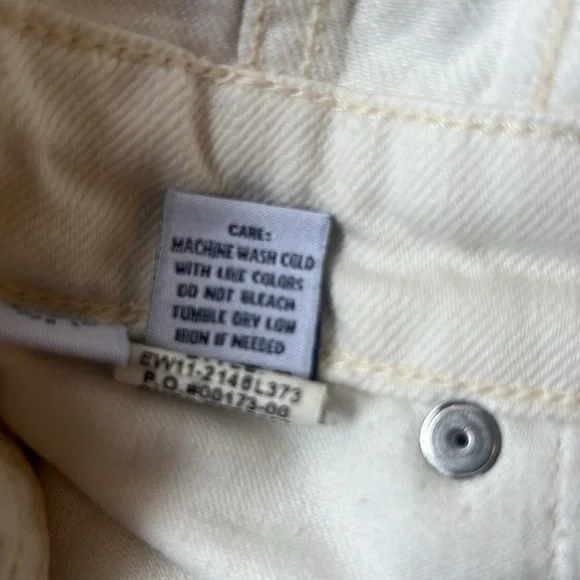 CARE:
MACHINE WASH COLD
WITH LIKE COLORS
DO NOT BLEACH
TUMBLE DRY LOW
IRON IF NEEDED
EW11-2148L373
P.O. #00173-00